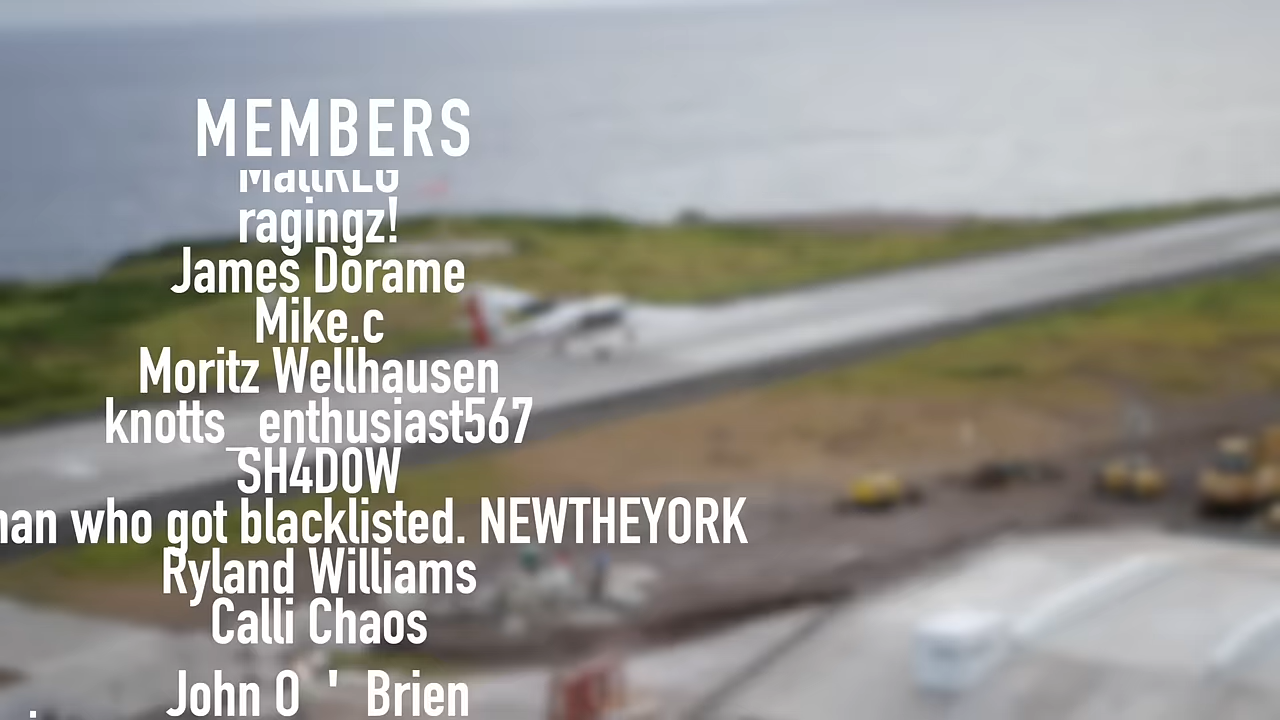 MEMBERS
ragingz!
James Dorame
Mike.c
Moritz Wellhausen
knotts_enthusiast567
SH4D0W
who got blacklisted. NEWTHEYORK
Ryland Williams
Calli Chaos
John O ' Brien